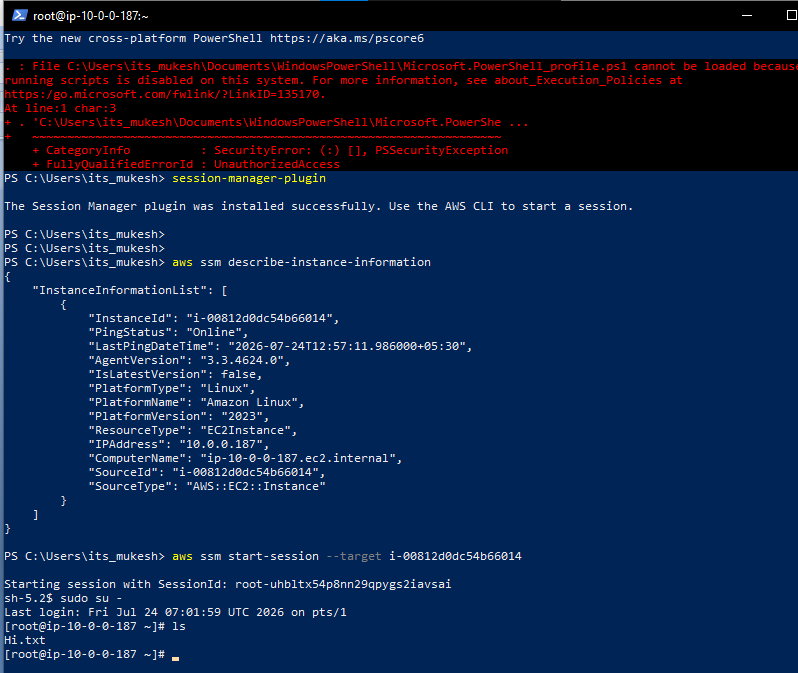 root@ip-10-0-0-187:~
Try the new cross-platform PowerShell https://aka.ms/pscore6
. : File C:\Users\its_mukesh\Documents\WindowsPowerShell\Microsoft.PowerShell_profile.ps1 cannot be loaded because
running scripts is disabled on this system. For more information, see about_Execution_Policies at
https:/go.microsoft.com/fwlink/?LinkID=135170.
At line:1 char:3
+ . 'C:\Users\its_mukesh\Documents\WindowsPowerShell\Microsoft.PowerShe ...
+   ~~~~~~~~~~~~~~~~~~~~~~~~~~~~~~~~~~~~~~~~~~~~~~~~~~~~~~~~~~~~~~~~~~~
    + CategoryInfo          : SecurityError: (:) [], PSSecurityException
    + FullyQualifiedErrorId : UnauthorizedAccess
PS C:\Users\its_mukesh> session-manager-plugin
The Session Manager plugin was installed successfully. Use the AWS CLI to start a session.
PS C:\Users\its_mukesh>
PS C:\Users\its_mukesh>
PS C:\Users\its_mukesh> aws ssm describe-instance-information
{
    "InstanceInformationList": [
        {
            "InstanceId": "i-00812d0dc54b66014",
            "PingStatus": "Online",
            "LastPingDateTime": "2026-07-24T12:57:11.986000+05:30",
            "AgentVersion": "3.3.4624.0",
            "IsLatestVersion": false,
            "PlatformType": "Linux",
            "PlatformName": "Amazon Linux",
            "PlatformVersion": "2023",
            "ResourceType": "EC2Instance",
            "IPAddress": "10.0.0.187",
            "ComputerName": "ip-10-0-0-187.ec2.internal",
            "SourceId": "i-00812d0dc54b66014",
            "SourceType": "AWS::EC2::Instance"
        }
    ]
}
PS C:\Users\its_mukesh> aws ssm start-session --target i-00812d0dc54b66014
Starting session with SessionId: root-uhbltx54p8nn29qpygs2iavsai
sh-5.2$ sudo su -
Last login: Fri Jul 24 07:01:59 UTC 2026 on pts/1
[root@ip-10-0-0-187 ~]# ls
Hi.txt
[root@ip-10-0-0-187 ~]#